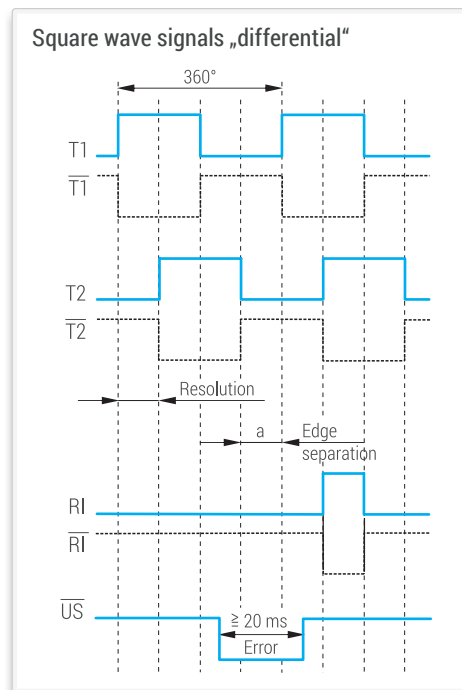 Square wave signals „differential“
360°
T1
T1
T2
T2
Resolution
a
Edge
separation
RI
RI
US
≧ 20 ms
Error